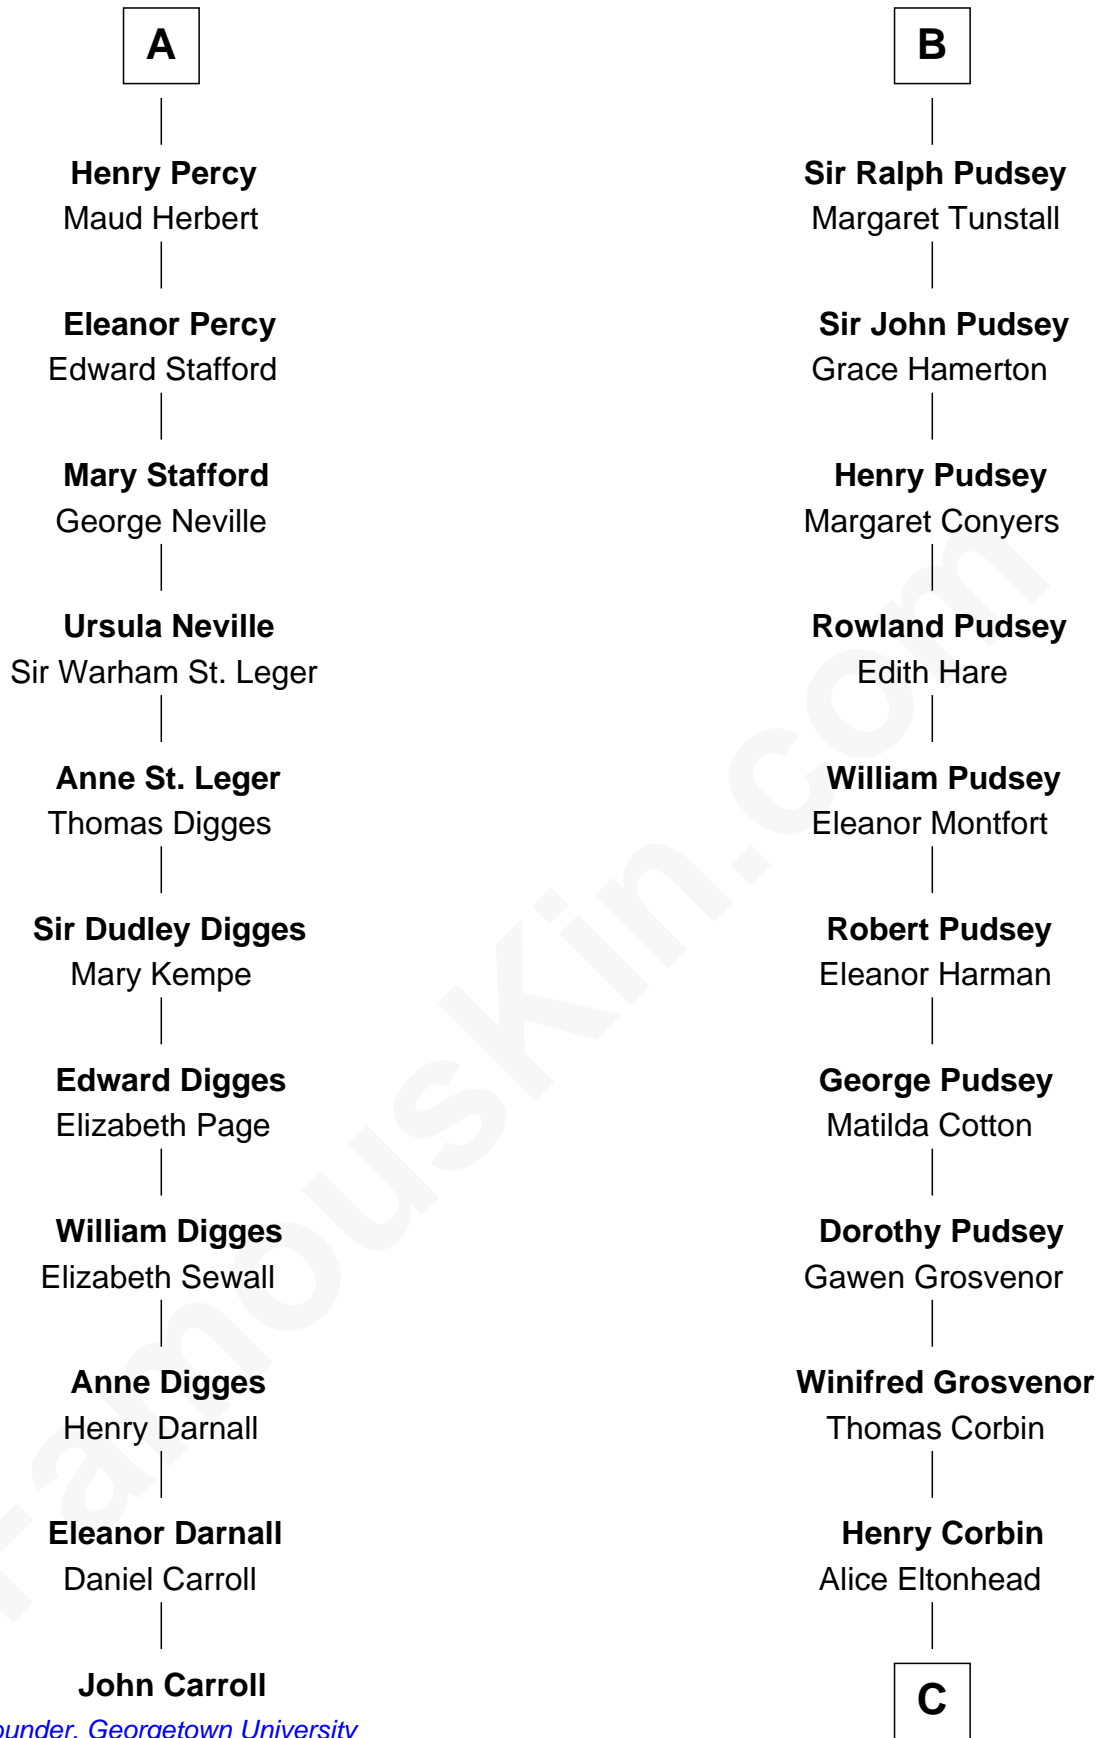 A
Henry Percy
Maud Herbert
Eleanor Percy
Edward Stafford
Mary Stafford
George Neville
Ursula Neville
Sir Warham St. Leger
Anne St. Leger
Thomas Digges
Sir Dudley Digges
Mary Kempe
Edward Digges
Elizabeth Page
William Digges
Elizabeth Sewall
Anne Digges
Henry Darnall
Eleanor Darnall
Daniel Carroll
John Carroll
ounder, Georgetown University
B
Sir Ralph Pudsey
Margaret Tunstall
Sir John Pudsey
Grace Hamerton
Henry Pudsey
Margaret Conyers
Rowland Pudsey
Edith Hare
William Pudsey
Eleanor Montfort
Robert Pudsey
Eleanor Harman
George Pudsey
Matilda Cotton
Dorothy Pudsey
Gawen Grosvenor
Winifred Grosvenor
Thomas Corbin
Henry Corbin
Alice Eltonhead
C
FamousKin.com